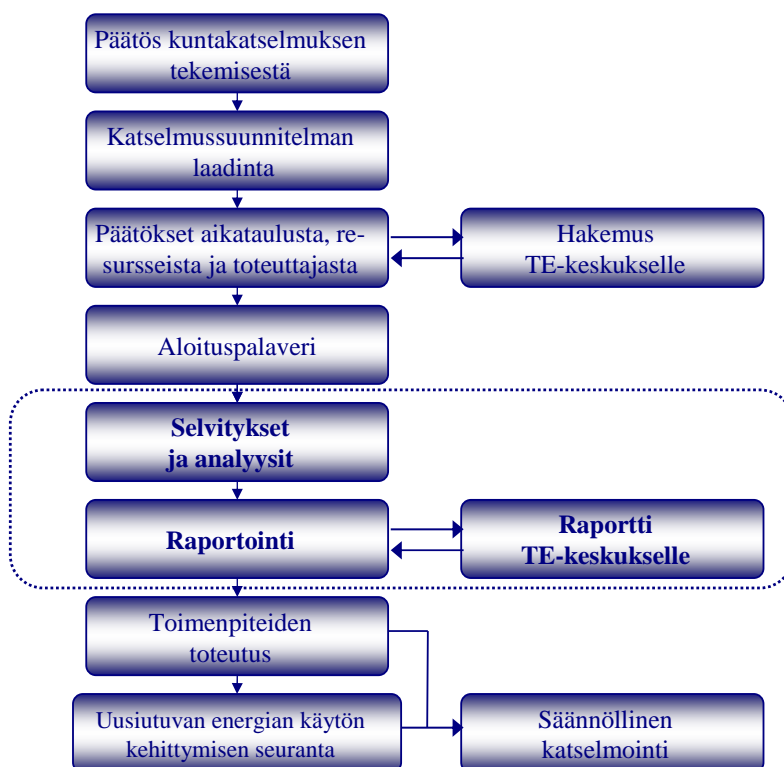 Päätös kuntakatselmuksen
tekemisestä
Katselmussuunnitelman
laadinta
Päätökset aikataulusta, re-
sursseista ja toteuttajasta
Hakemus
TE-keskukselle
Aloituspalaveri
Selvitykset
ja analyysit
Raportointi
Raportti
TE-keskukselle
Toimenpiteiden
toteutus
Uusiutuvan energian käytön
kehittymisen seuranta
Säännöllinen
katselmointi